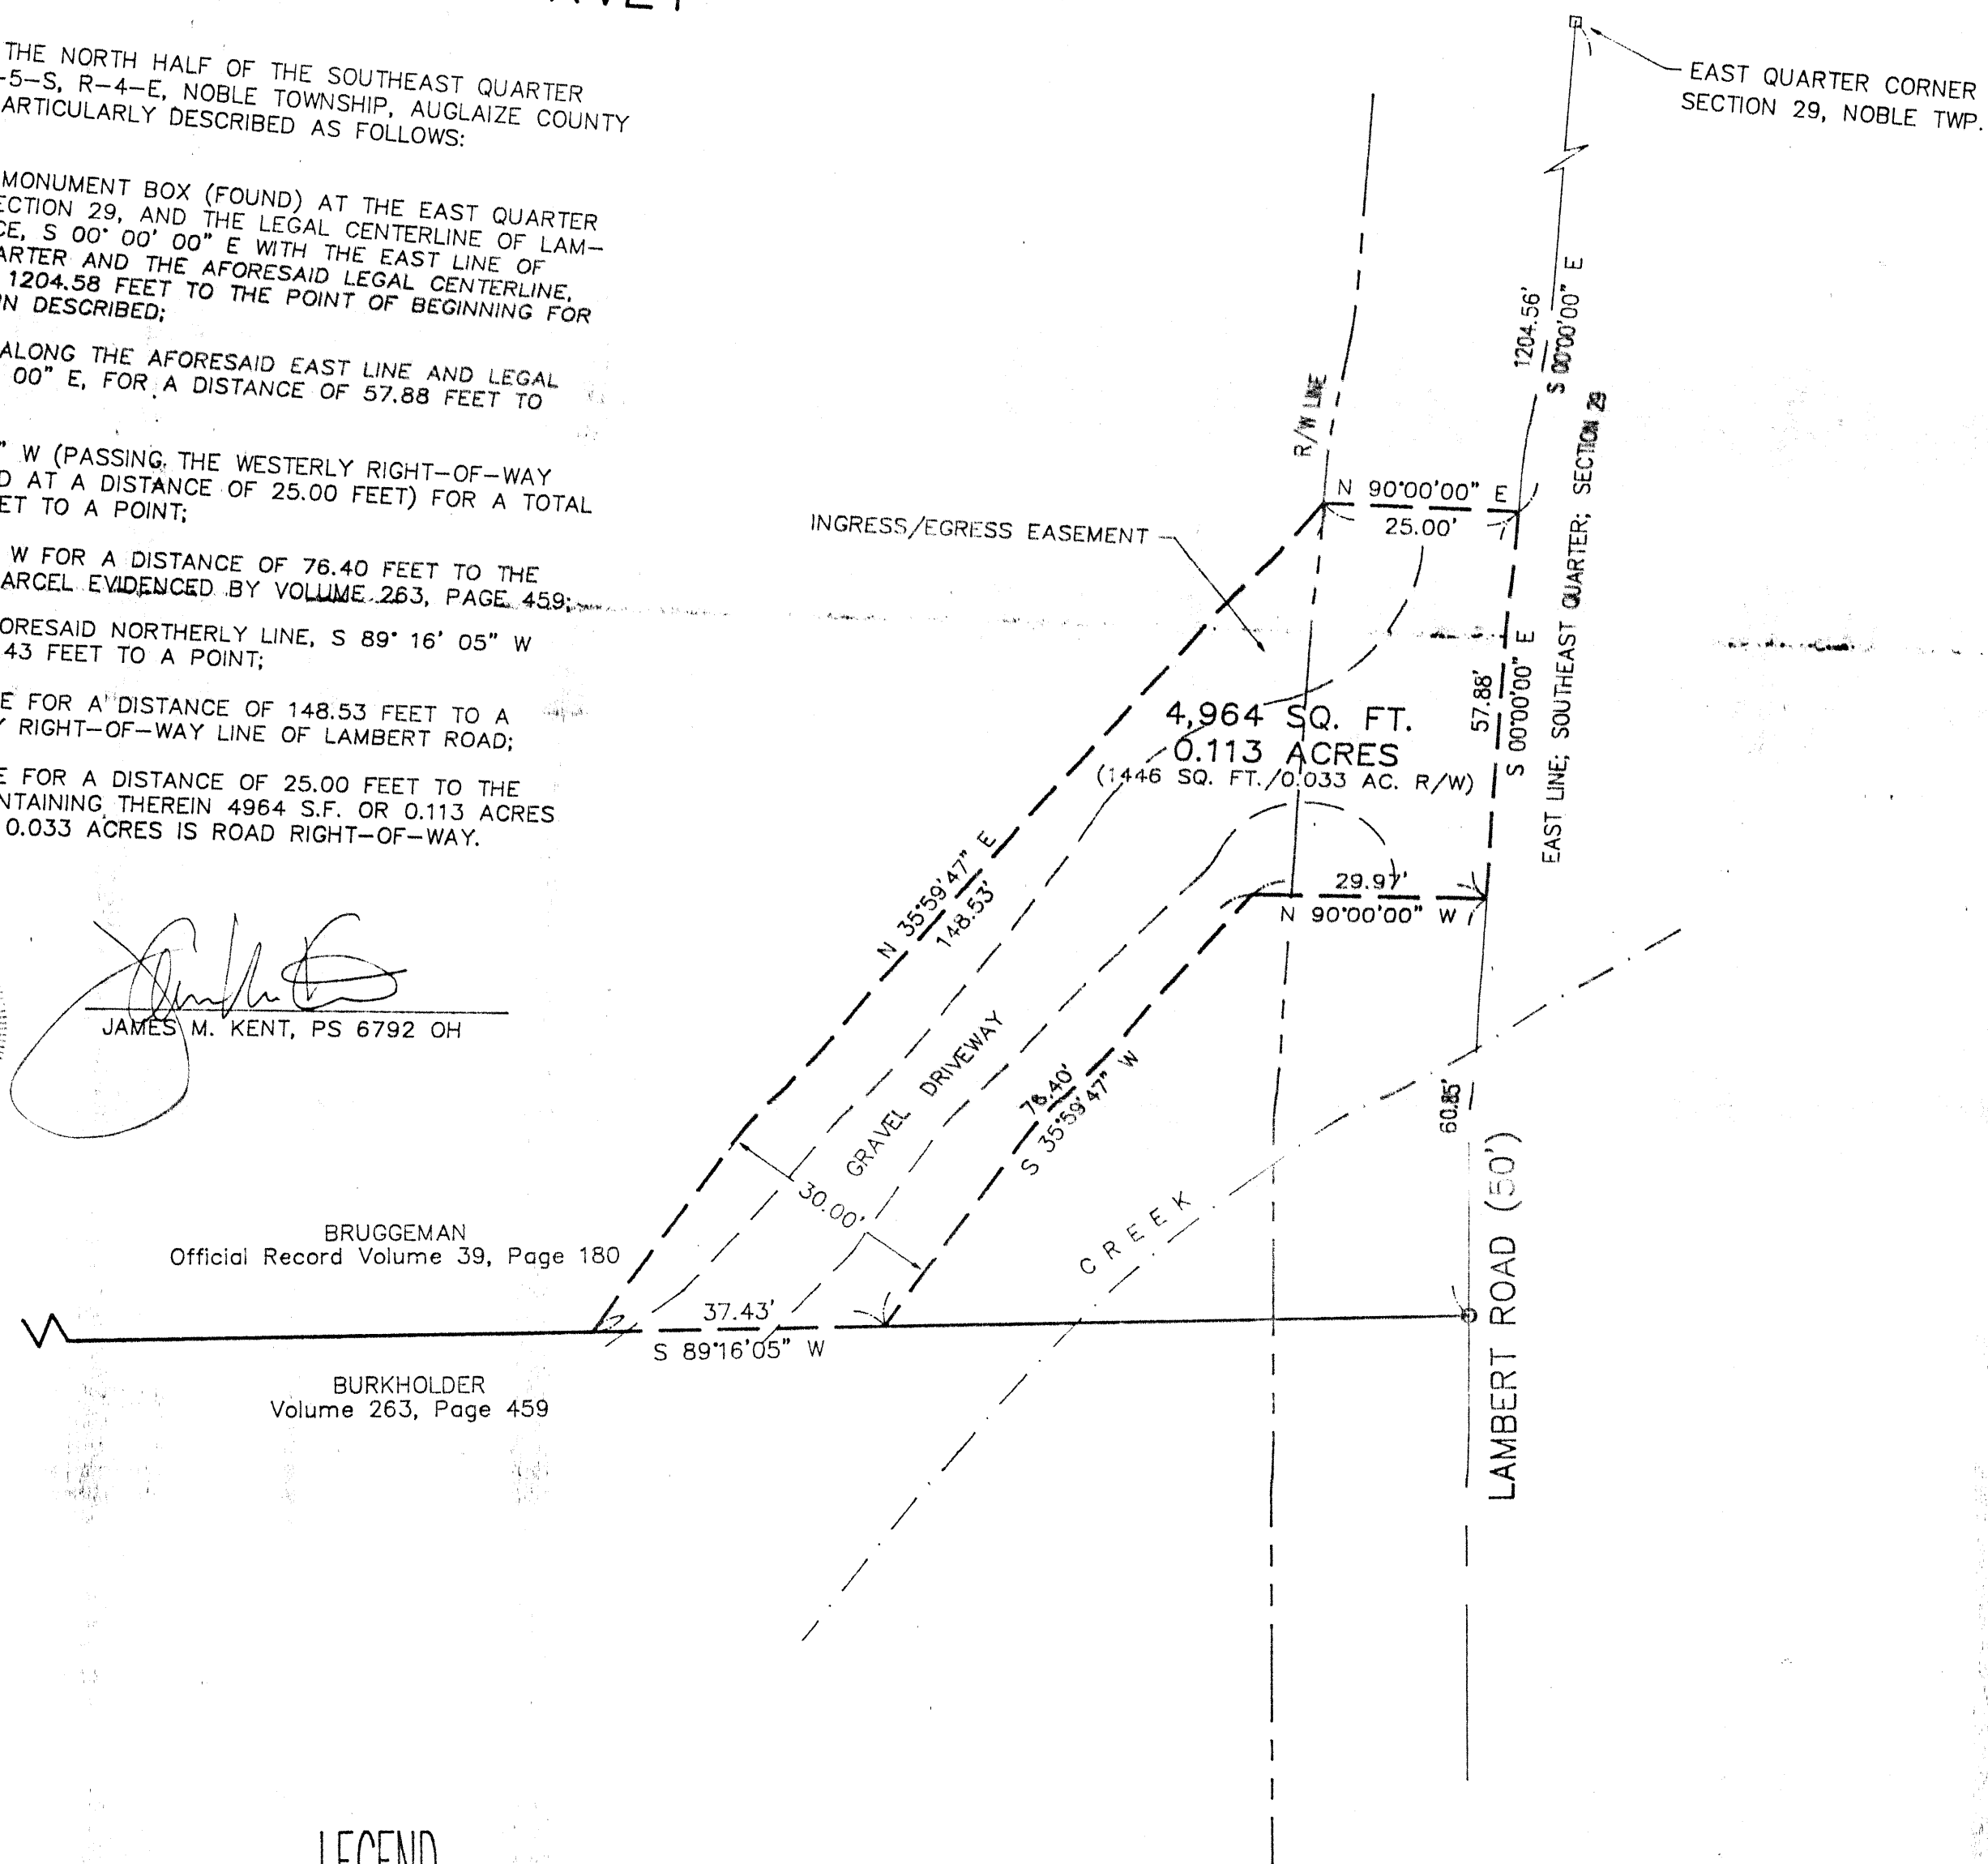 THE NORTH HALF OF THE SOUTHEAST QUARTER
-5-S, R-4-E, NOBLE TOWNSHIP, AUGLAIZE COUNTY
ARTICULARLY DESCRIBED AS FOLLOWS:
MONUMENT BOX (FOUND) AT THE EAST QUARTER
ECTION 29, AND THE LEGAL CENTERLINE OF LAM-
CE, S 00° 00' 00" E WITH THE EAST LINE OF
ARTER AND THE AFORESAID LEGAL CENTERLINE,
1204.58 FEET TO THE POINT OF BEGINNING FOR
N DESCRIBED;
ALONG THE AFORESAID EAST LINE AND LEGAL
00" E, FOR A DISTANCE OF 57.88 FEET TO
" W (PASSING THE WESTERLY RIGHT-OF-WAY
D AT A DISTANCE OF 25.00 FEET) FOR A TOTAL
ET TO A POINT;
W FOR A DISTANCE OF 76.40 FEET TO THE
ARCEL EVIDENCED BY VOLUME 263, PAGE 459;
ORESAID NORTHERLY LINE, S 89° 16' 05" W
43 FEET TO A POINT;
E FOR A DISTANCE OF 148.53 FEET TO A
Y RIGHT-OF-WAY LINE OF LAMBERT ROAD;
E FOR A DISTANCE OF 25.00 FEET TO THE
NTAINING THEREIN 4964 S.F. OR 0.113 ACRES
0.033 ACRES IS ROAD RIGHT-OF-WAY.
JAMES M. KENT, PS 6792 OH
EAST QUARTER CORNER
SECTION 29, NOBLE TWP.
1204.56'
S 00°00'00" E
R/W LINE
N 90°00'00" E
25.00'
INGRESS/EGRESS EASEMENT
EAST LINE; SOUTHEAST QUARTER; SECTION 29
57.88'
S 00°00'00" E
4,964 SQ. FT.
0.113 ACRES
(1446 SQ. FT./0.033 AC. R/W)
29.97'
N 90°00'00" W
N 35°59'47" E
148.53'
GRAVEL DRIVEWAY
76.40'
S 35°59'47" W
30.00'
CREEK
60.85'
LAMBERT ROAD (50')
BRUGGEMAN
Official Record Volume 39, Page 180
37.43'
S 89°16'05" W
BURKHOLDER
Volume 263, Page 459
LEGEND